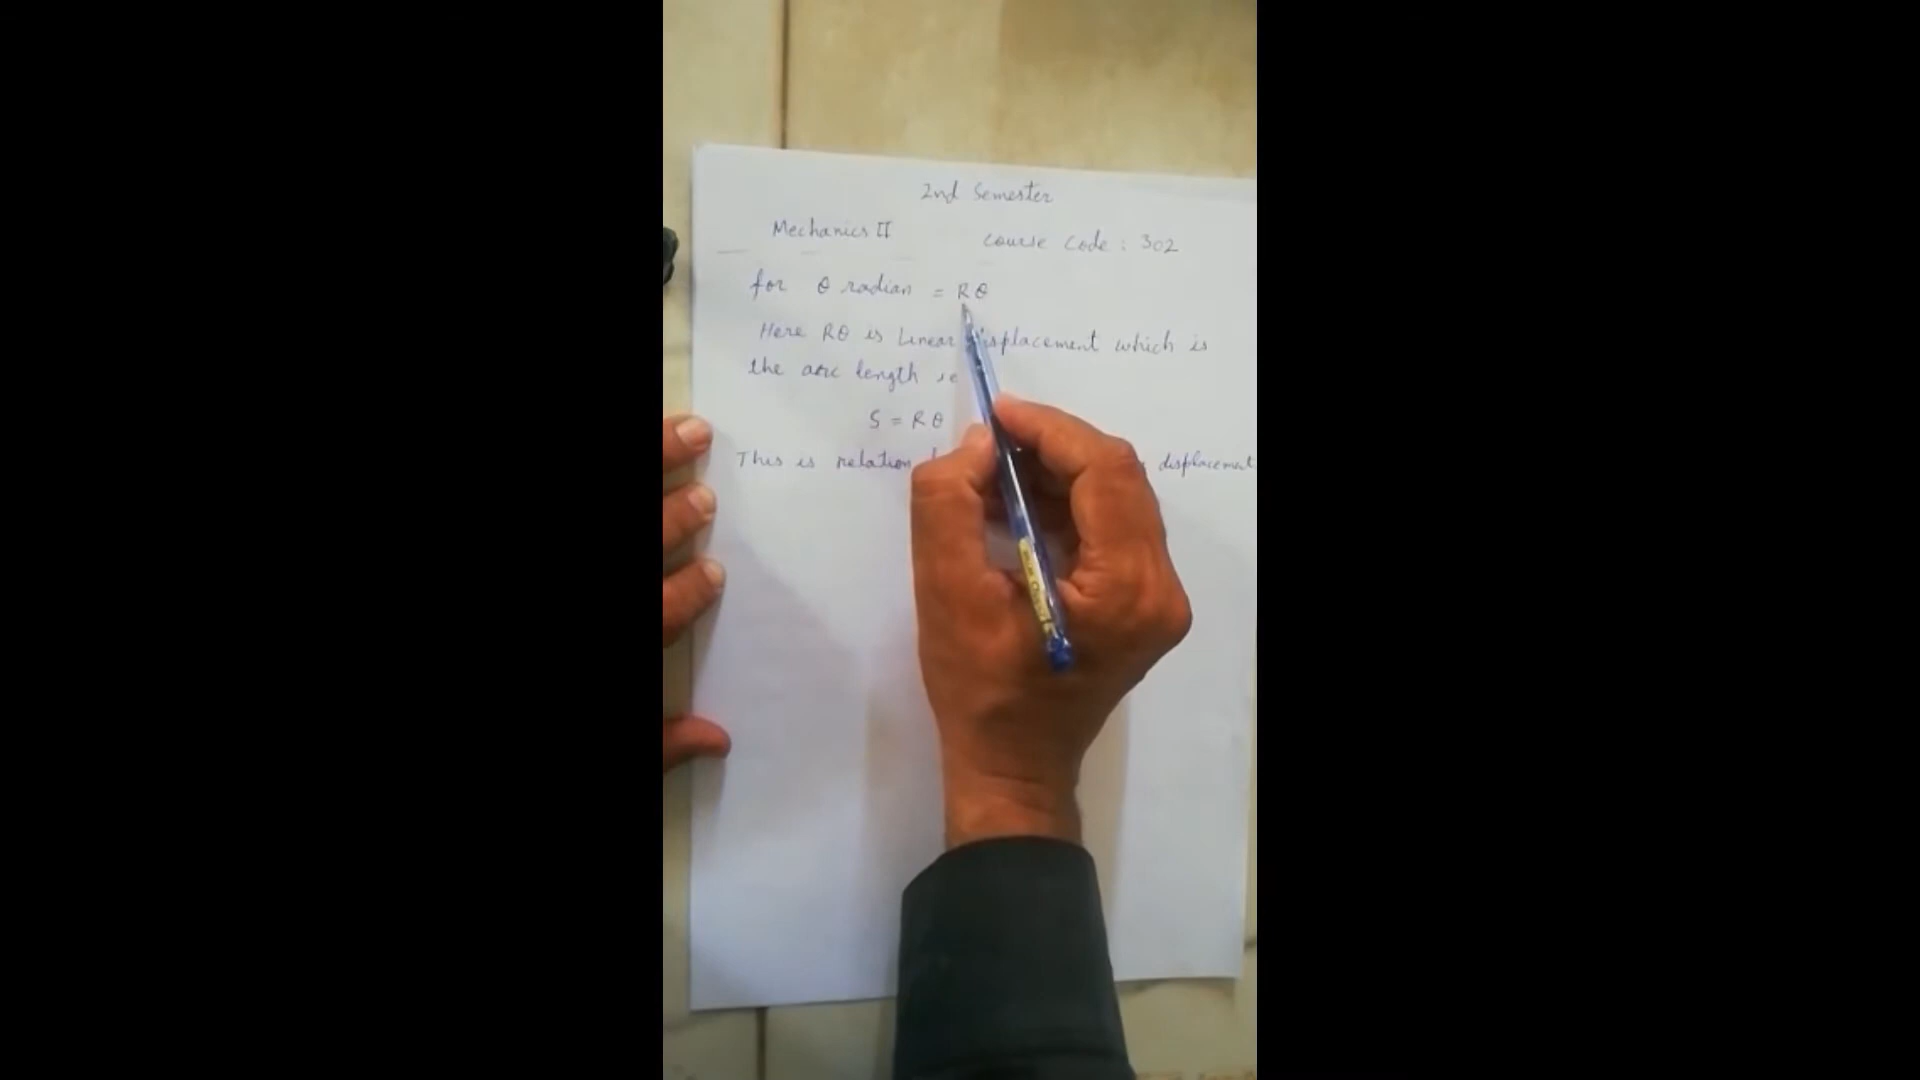 2nd Semester
Mechanics II course code : 302
for θ radian = Rθ
Here Rθ is Linear displacement which is
the arc length se
S = Rθ
This is relation displacement